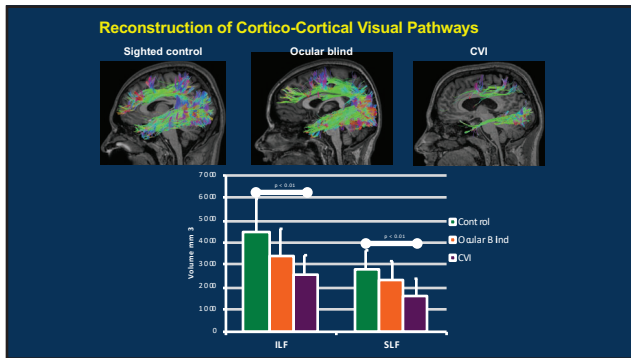 Reconstruction of Cortico-Cortical Visual Pathways
Sighted control
Ocular blind
CVI
7000
6000
5000
4000
3000
2000
1000
0
Volume mm 3
p < 0.01
p < 0.01
ILF
SLF
Control
Ocular Blind
CVI